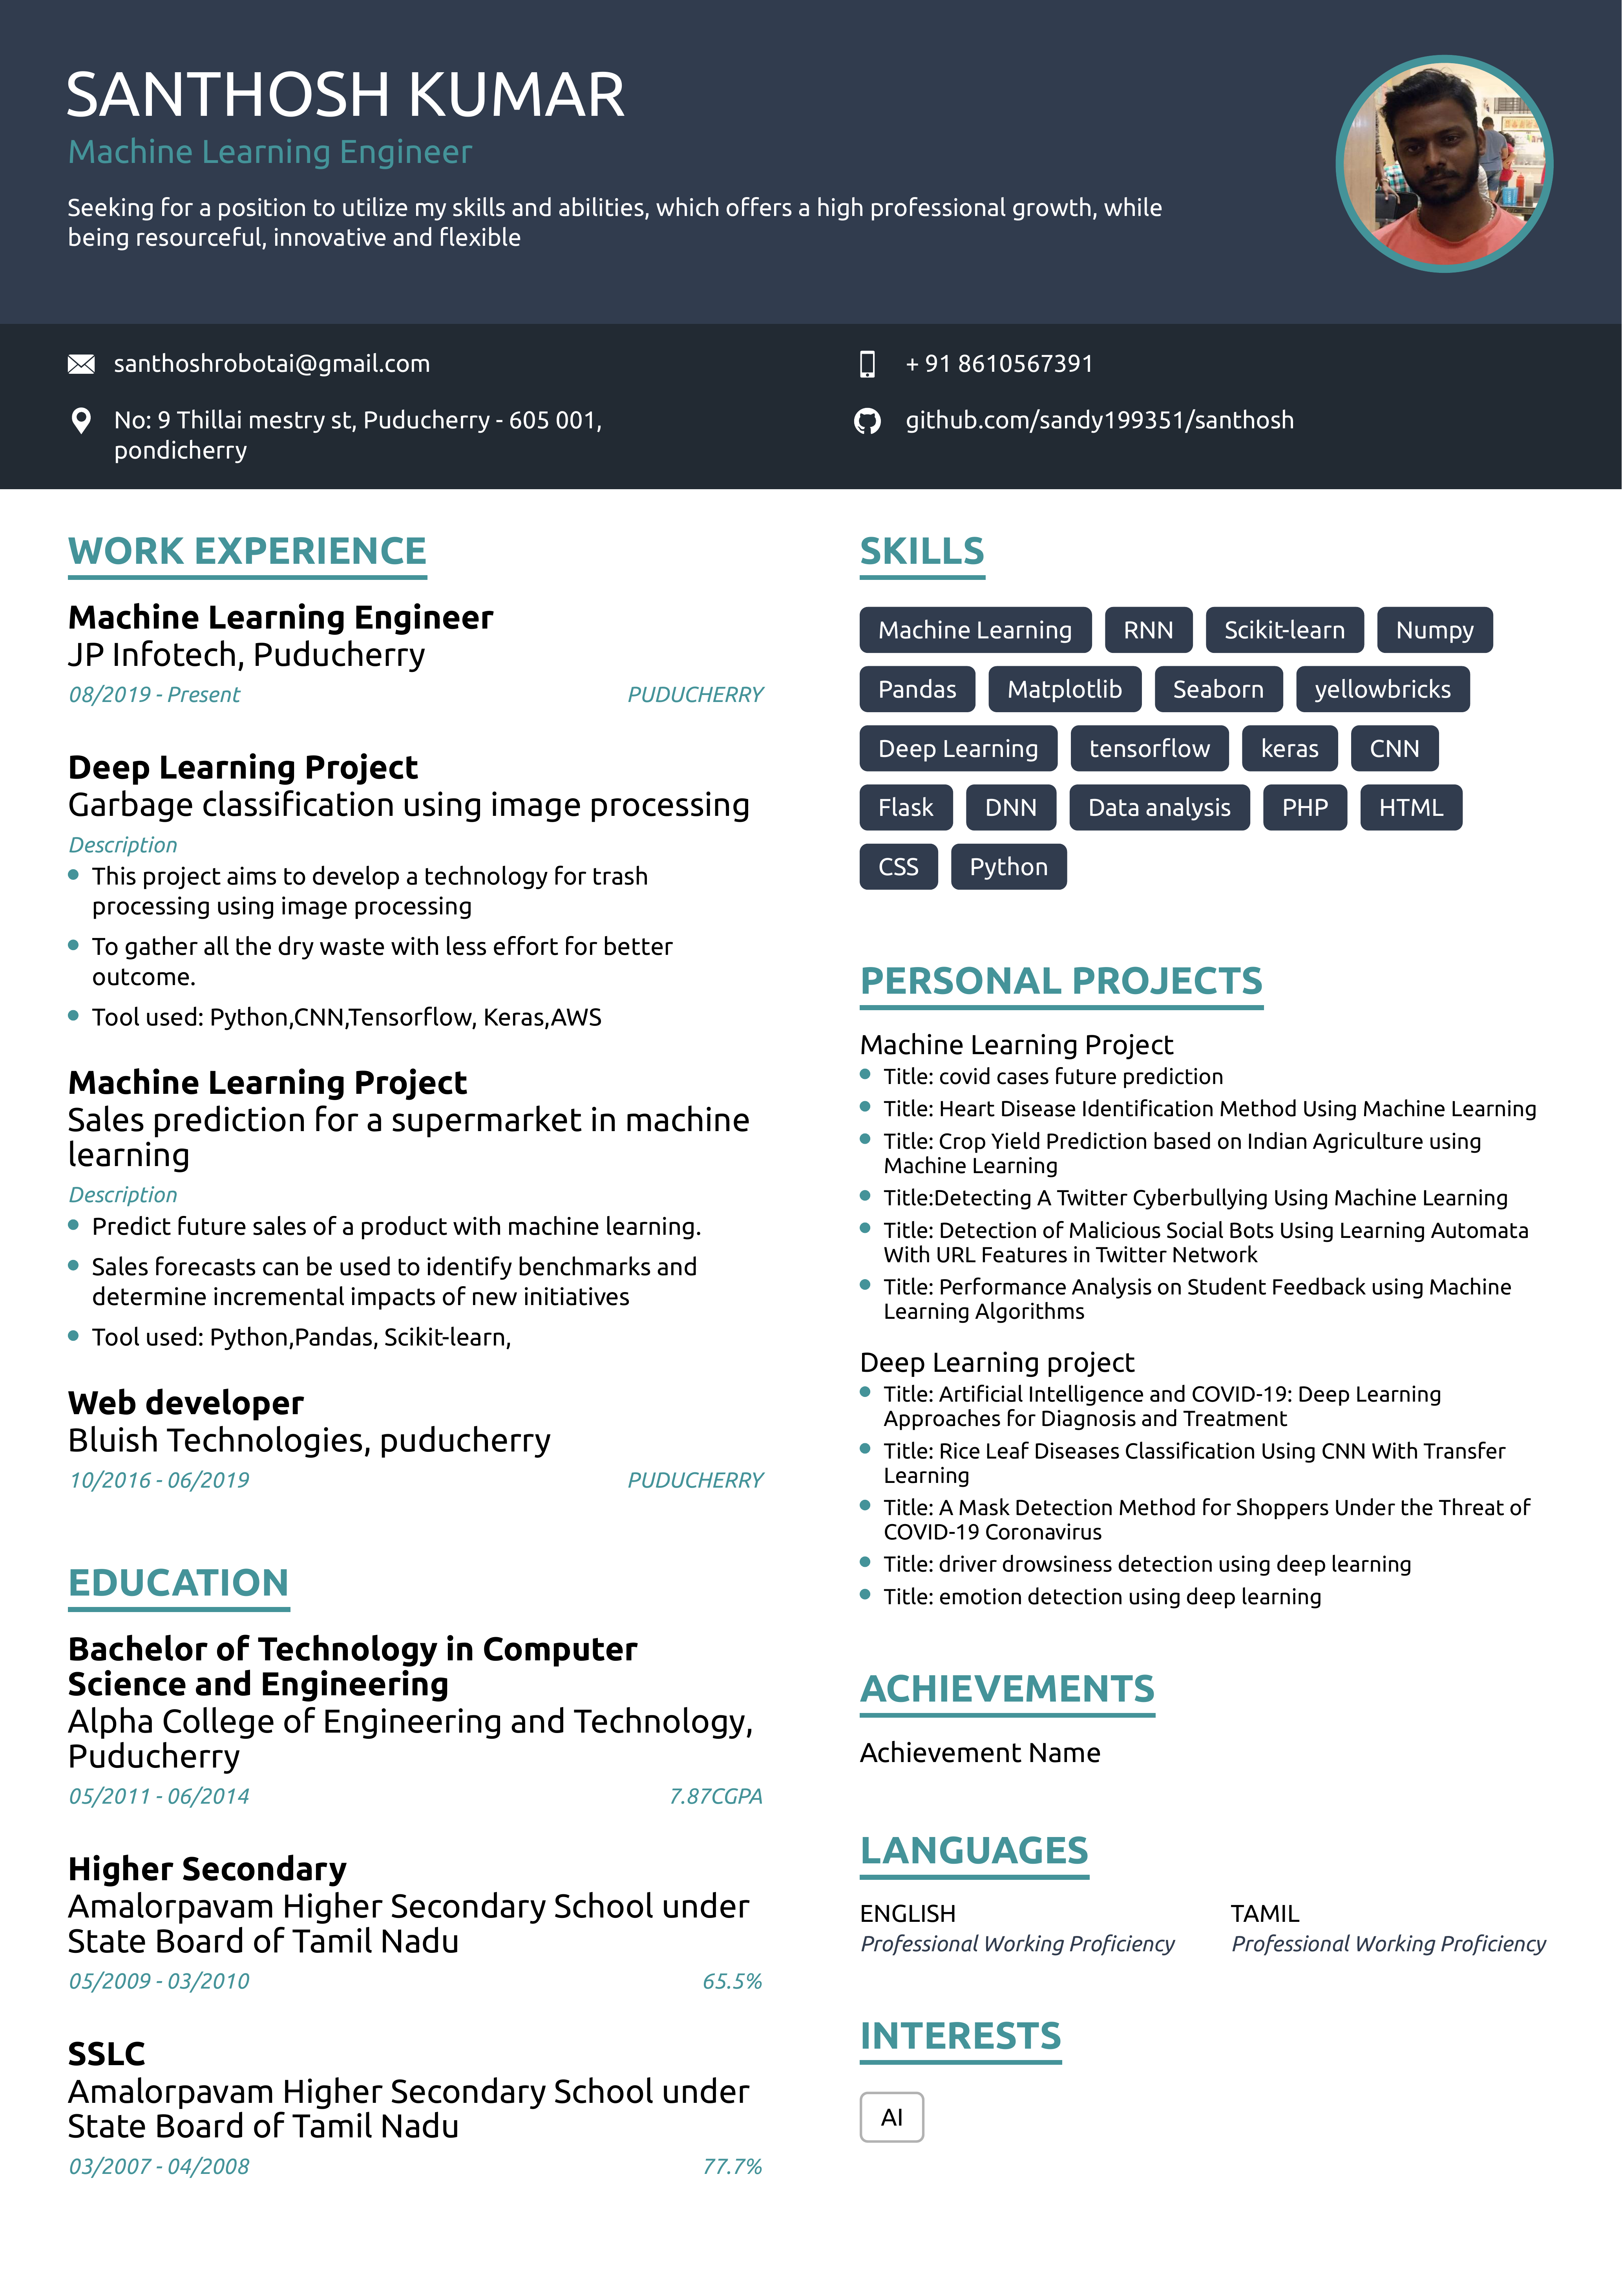 SANTHOSH KUMAR
Machine Learning Engineer
Seeking for a position to utilize my skills and abilities, which offers a high professional growth, while
being resourceful, innovative and flexible
santhoshrobotai@gmail.com
+ 91 8610567391
No: 9 Thillai mestry st, Puducherry - 605 001,
pondicherry
github.com/sandy199351/santhosh
WORK EXPERIENCE
Machine Learning Engineer
JP Infotech, Puducherry
08/2019 - Present PUDUCHERRY
Deep Learning Project
Garbage classification using image processing
Description
This project aims to develop a technology for trash
processing using image processing
To gather all the dry waste with less effort for better
outcome.
Tool used: Python,CNN,Tensorflow, Keras,AWS
Machine Learning Project
Sales prediction for a supermarket in machine
learning
Description
Predict future sales of a product with machine learning.
Sales forecasts can be used to identify benchmarks and
determine incremental impacts of new initiatives
Tool used: Python,Pandas, Scikit-learn,
Web developer
Bluish Technologies, puducherry
10/2016 - 06/2019 PUDUCHERRY
EDUCATION
Bachelor of Technology in Computer
Science and Engineering
Alpha College of Engineering and Technology,
Puducherry
05/2011 - 06/2014 7.87CGPA
Higher Secondary
Amalorpavam Higher Secondary School under
State Board of Tamil Nadu
05/2009 - 03/2010 65.5%
SSLC
Amalorpavam Higher Secondary School under
State Board of Tamil Nadu
03/2007 - 04/2008 77.7%
SKILLS
Machine Learning RNN Scikit-learn Numpy
Pandas Matplotlib Seaborn yellowbricks
Deep Learning tensorflow keras CNN
Flask DNN Data analysis PHP HTML
CSS Python
PERSONAL PROJECTS
Machine Learning Project
Title: covid cases future prediction
Title: Heart Disease Identification Method Using Machine Learning
Title: Crop Yield Prediction based on Indian Agriculture using
Machine Learning
Title:Detecting A Twitter Cyberbullying Using Machine Learning
Title: Detection of Malicious Social Bots Using Learning Automata
With URL Features in Twitter Network
Title: Performance Analysis on Student Feedback using Machine
Learning Algorithms
Deep Learning project
Title: Artificial Intelligence and COVID-19: Deep Learning
Approaches for Diagnosis and Treatment
Title: Rice Leaf Diseases Classification Using CNN With Transfer
Learning
Title: A Mask Detection Method for Shoppers Under the Threat of
COVID-19 Coronavirus
Title: driver drowsiness detection using deep learning
Title: emotion detection using deep learning
ACHIEVEMENTS
Achievement Name
LANGUAGES
ENGLISH TAMIL
Professional Working Proficiency Professional Working Proficiency
INTERESTS
AI